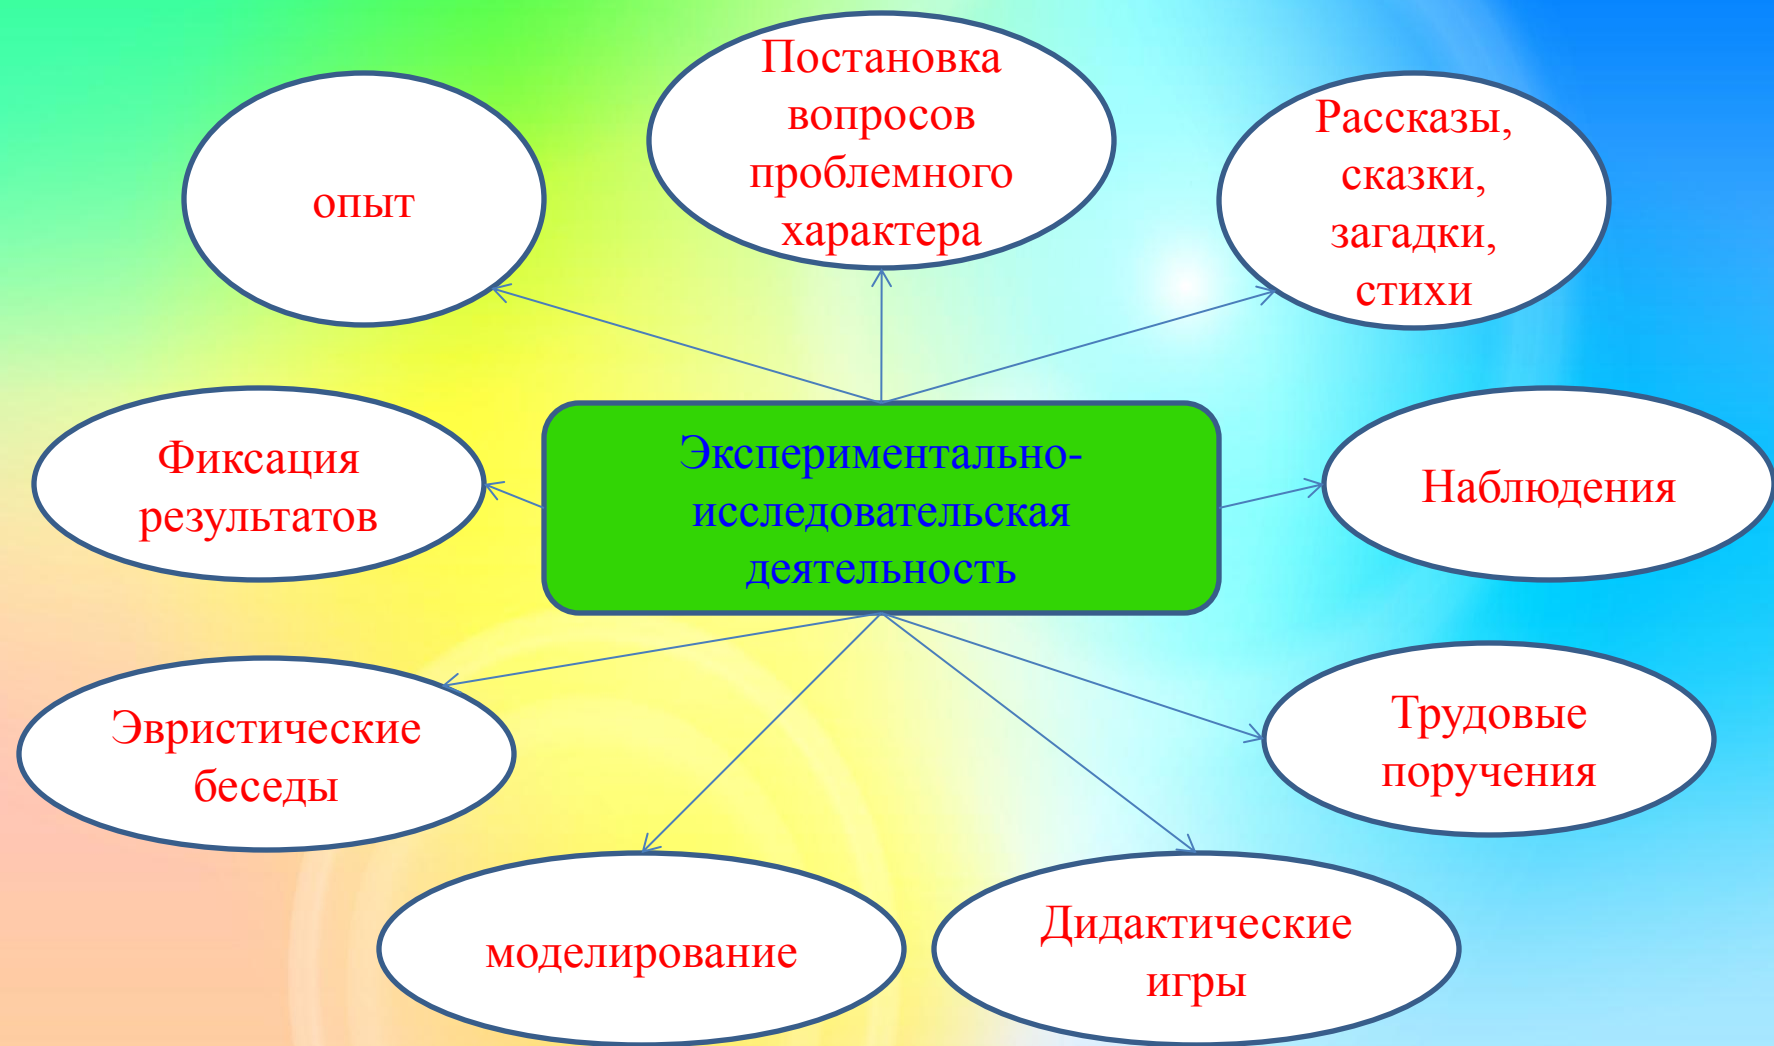 Постановка
вопросов
проблемного
характера
опыт
Рассказы,
сказки,
загадки,
стихи
Фиксация
результатов
Экспериментально-
исследовательская
деятельность
Наблюдения
Эвристические
беседы
Трудовые
поручения
моделирование
Дидактические
игры